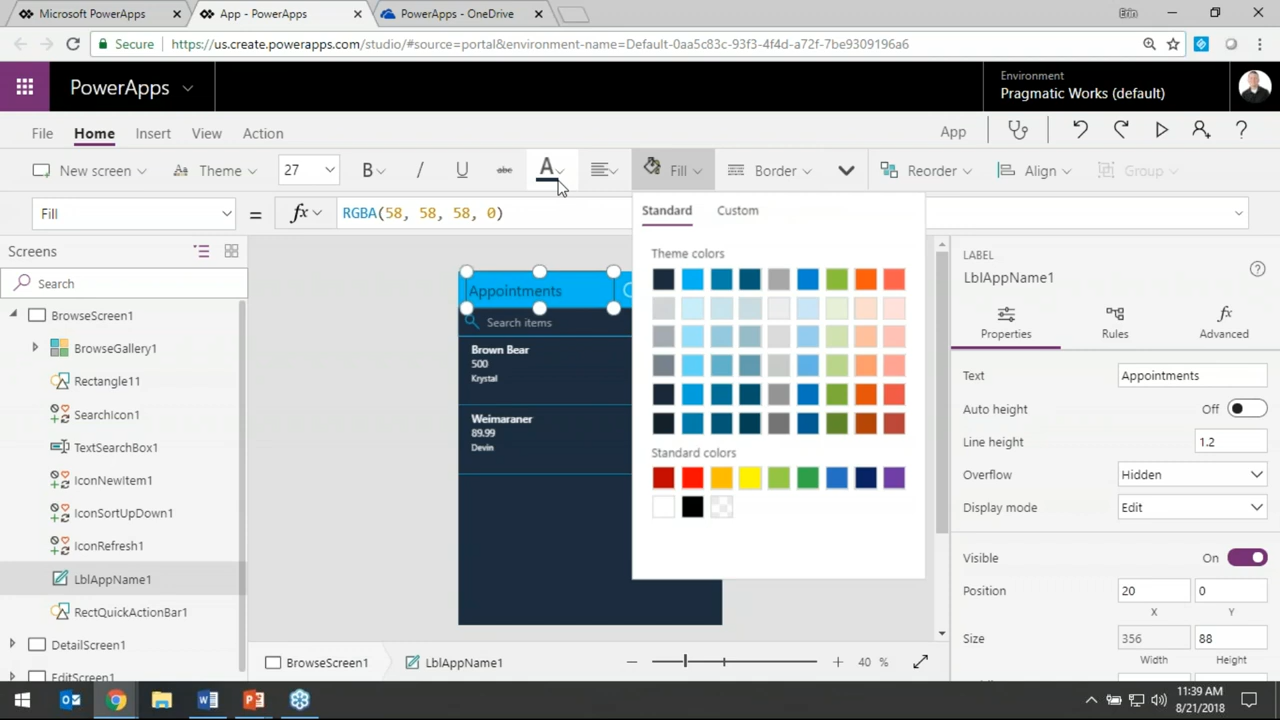 Microsoft PowerApps
App - PowerApps
PowerApps - OneDrive
Erin
Secure
https://us.create.powerapps.com/studio/#source=portal&environment-name=Default-0aa5c83c-93f3-4f4d-a72f-7be9309196a6
PowerApps
Environment
Pragmatic Works (default)
File
Home
Insert
View
Action
App
?
New screen
Aa Theme
27
B
/
U
abc
A
Fill
Border
Reorder
Align
Group
Fill
=
fx
RGBA(58, 58, 58, 0)
Standard
Custom
Theme colors
Standard colors
Screens
Search
BrowseScreen1
BrowseGallery1
Rectangle11
SearchIcon1
TextSearchBox1
IconNewItem1
IconSortUpDown1
IconRefresh1
LblAppName1
RectQuickActionBar1
DetailScreen1
EditScreen1
Appointments
Search items
Brown Bear
500
Krystal
Weimaraner
89.99
Devin
LABEL
LblAppName1
?
Properties
Rules
fx
Advanced
Text
Appointments
Auto height
Off
Line height
1.2
Overflow
Hidden
Display mode
Edit
Visible
On
Position
20
0
X
Y
Size
356
88
Width
Height
BrowseScreen1
LblAppName1
40 %
11:39 AM
8/21/2018